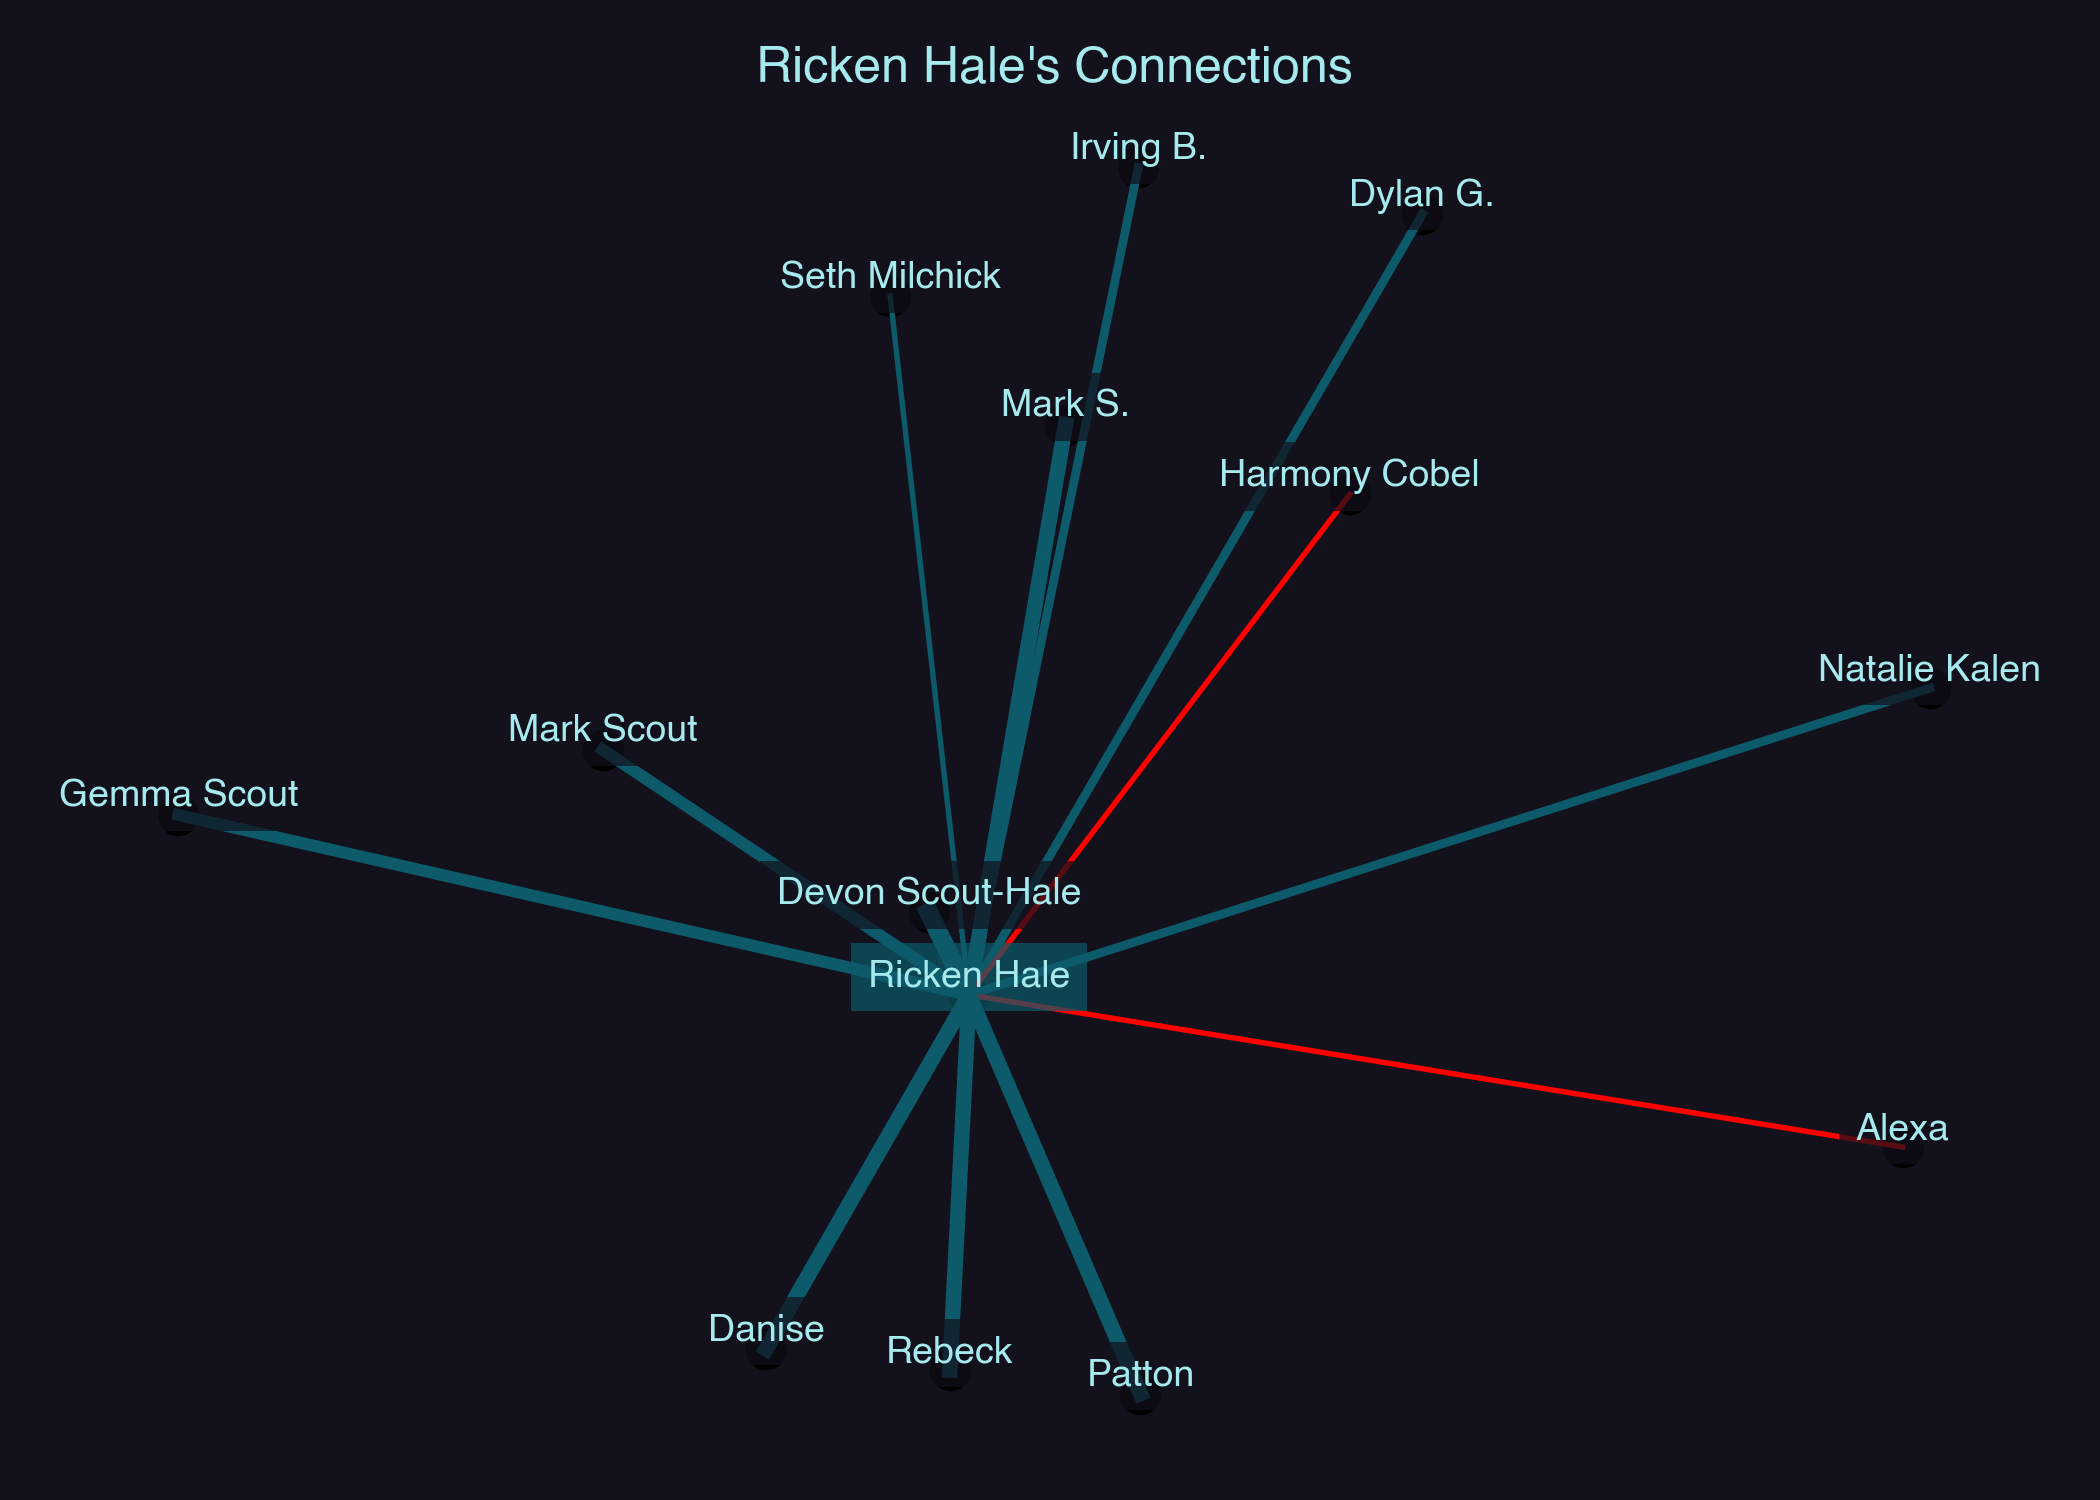 Ricken Hale's Connections
Irving B.
Dylan G.
Seth Milchick
Mark S.
Harmony Cobel
Natalie Kalen
Mark Scout
Gemma Scout
Devon Scout-Hale
Ricken Hale
Alexa
Danise
Rebeck
Patton